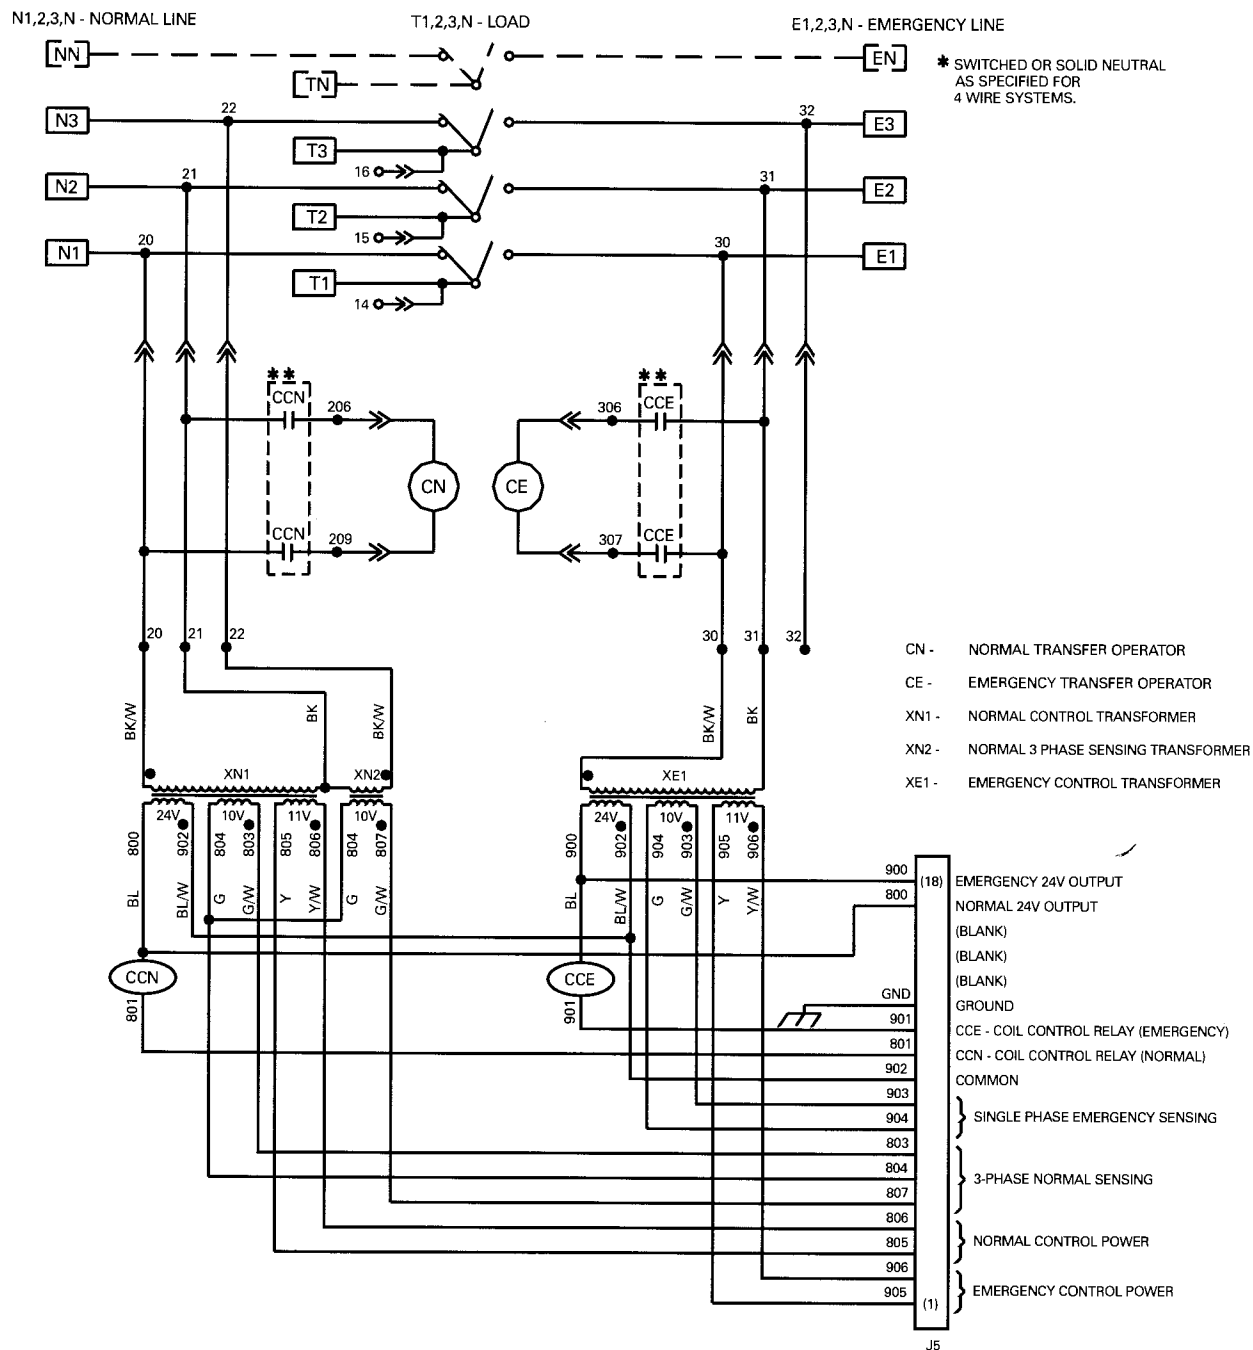 N1,2,3,N - NORMAL LINE
T1,2,3,N - LOAD
E1,2,3,N - EMERGENCY LINE
NN
EN
TN
* SWITCHED OR SOLID NEUTRAL
AS SPECIFIED FOR
4 WIRE SYSTEMS.
N3
22
32
E3
T3
16
N2
21
31
E2
T2
15
N1
20
30
E1
T1
14
**
**
CCN
206
306
CCE
CN
CE
CCN
209
307
CCE
20
21
22
30
31
32
CN - NORMAL TRANSFER OPERATOR
CE - EMERGENCY TRANSFER OPERATOR
XN1 - NORMAL CONTROL TRANSFORMER
XN2 - NORMAL 3 PHASE SENSING TRANSFORMER
XE1 - EMERGENCY CONTROL TRANSFORMER
BK/W
BK
BK/W
BK/W
BK
XN1
XN2
XE1
24V
10V
11V
10V
24V
10V
11V
800
902
804
803
805
806
804
807
900
902
904
903
905
906
BL
BL/W
G
G/W
Y
Y/W
G
G/W
BL
BL/W
G
G/W
Y
Y/W
900
(18)
EMERGENCY 24V OUTPUT
800
NORMAL 24V OUTPUT
(BLANK)
(BLANK)
(BLANK)
CCN
CCE
801
901
GND
GROUND
901
CCE - COIL CONTROL RELAY (EMERGENCY)
801
CCN - COIL CONTROL RELAY (NORMAL)
902
COMMON
903
904
SINGLE PHASE EMERGENCY SENSING
803
804
807
3-PHASE NORMAL SENSING
806
805
NORMAL CONTROL POWER
906
905
(1)
EMERGENCY CONTROL POWER
J5